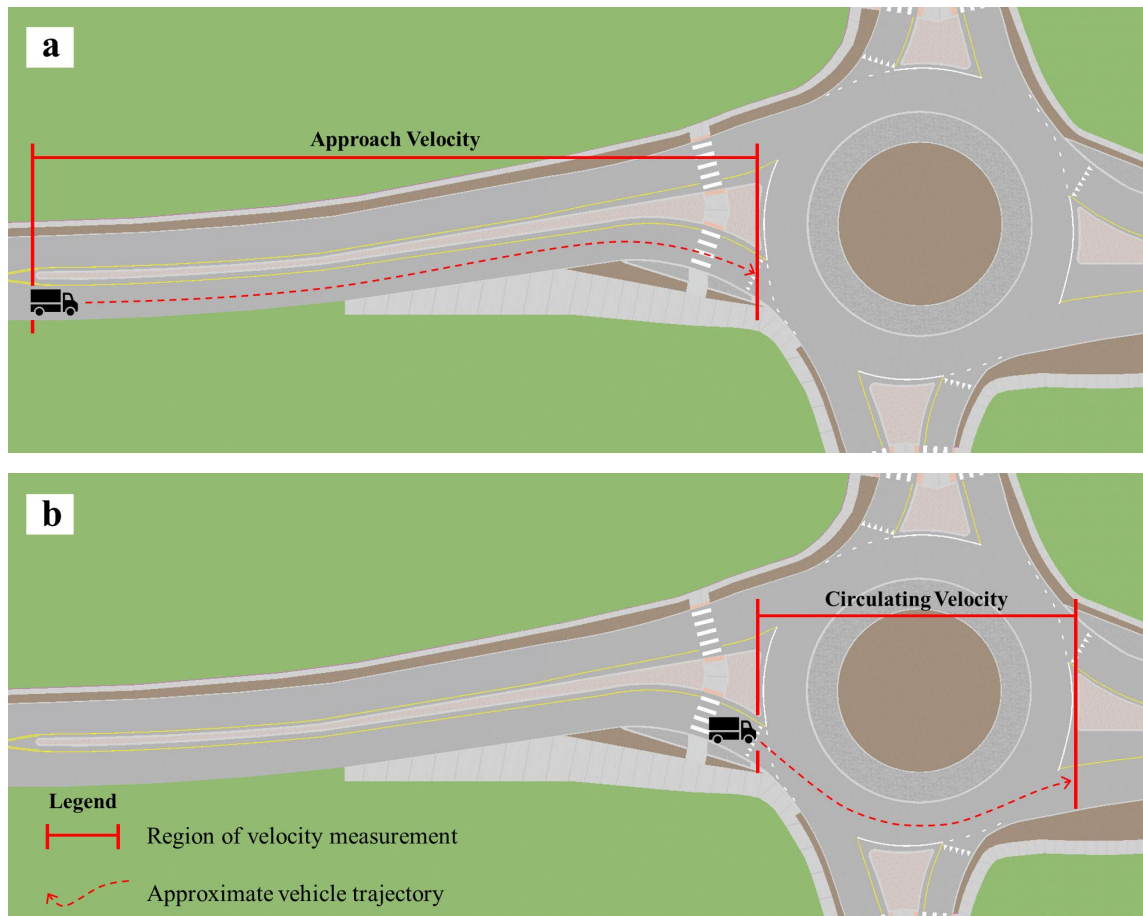 a
Approach Velocity
b
Circulating Velocity
Legend
Region of velocity measurement
Approximate vehicle trajectory